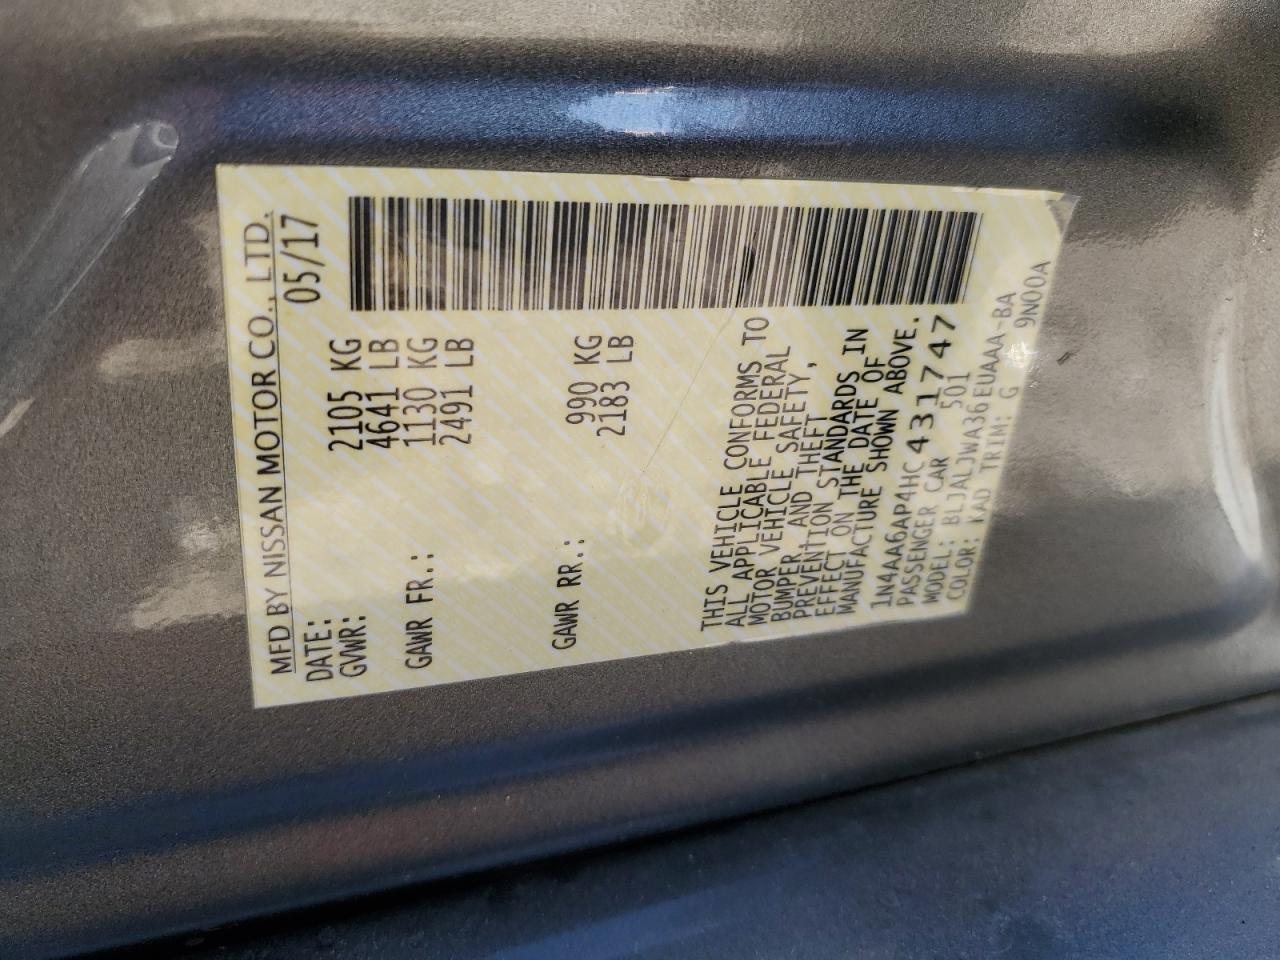 MFD BY NISSAN MOTOR CO., LTD.
DATE: 05/17
GVWR: 2105 KG
4641 LB
GAWR FR.: 1130 KG
2491 LB
GAWR RR.: 990 KG
2183 LB
THIS VEHICLE CONFORMS TO
ALL APPLICABLE FEDERAL
MOTOR VEHICLE SAFETY,
BUMPER, AND THEFT
PREVENTION STANDARDS IN
EFFECT ON THE DATE OF
MANUFACTURE SHOWN ABOVE.
1N4AA6AP4HC431747
PASSENGER CAR 501
MODEL: BLJALJWA36EUAAA-BA
COLOR: KAD TRIM: G 9N00A